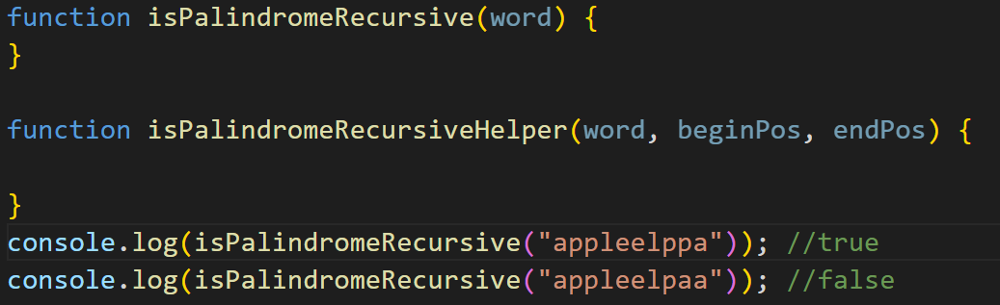 function isPalindromeRecursive(word) {
}
function isPalindromeRecursiveHelper(word, beginPos, endPos) {
}
console.log(isPalindromeRecursive("appleelppa")); //true
console.log(isPalindromeRecursive("appleelpaa")); //false